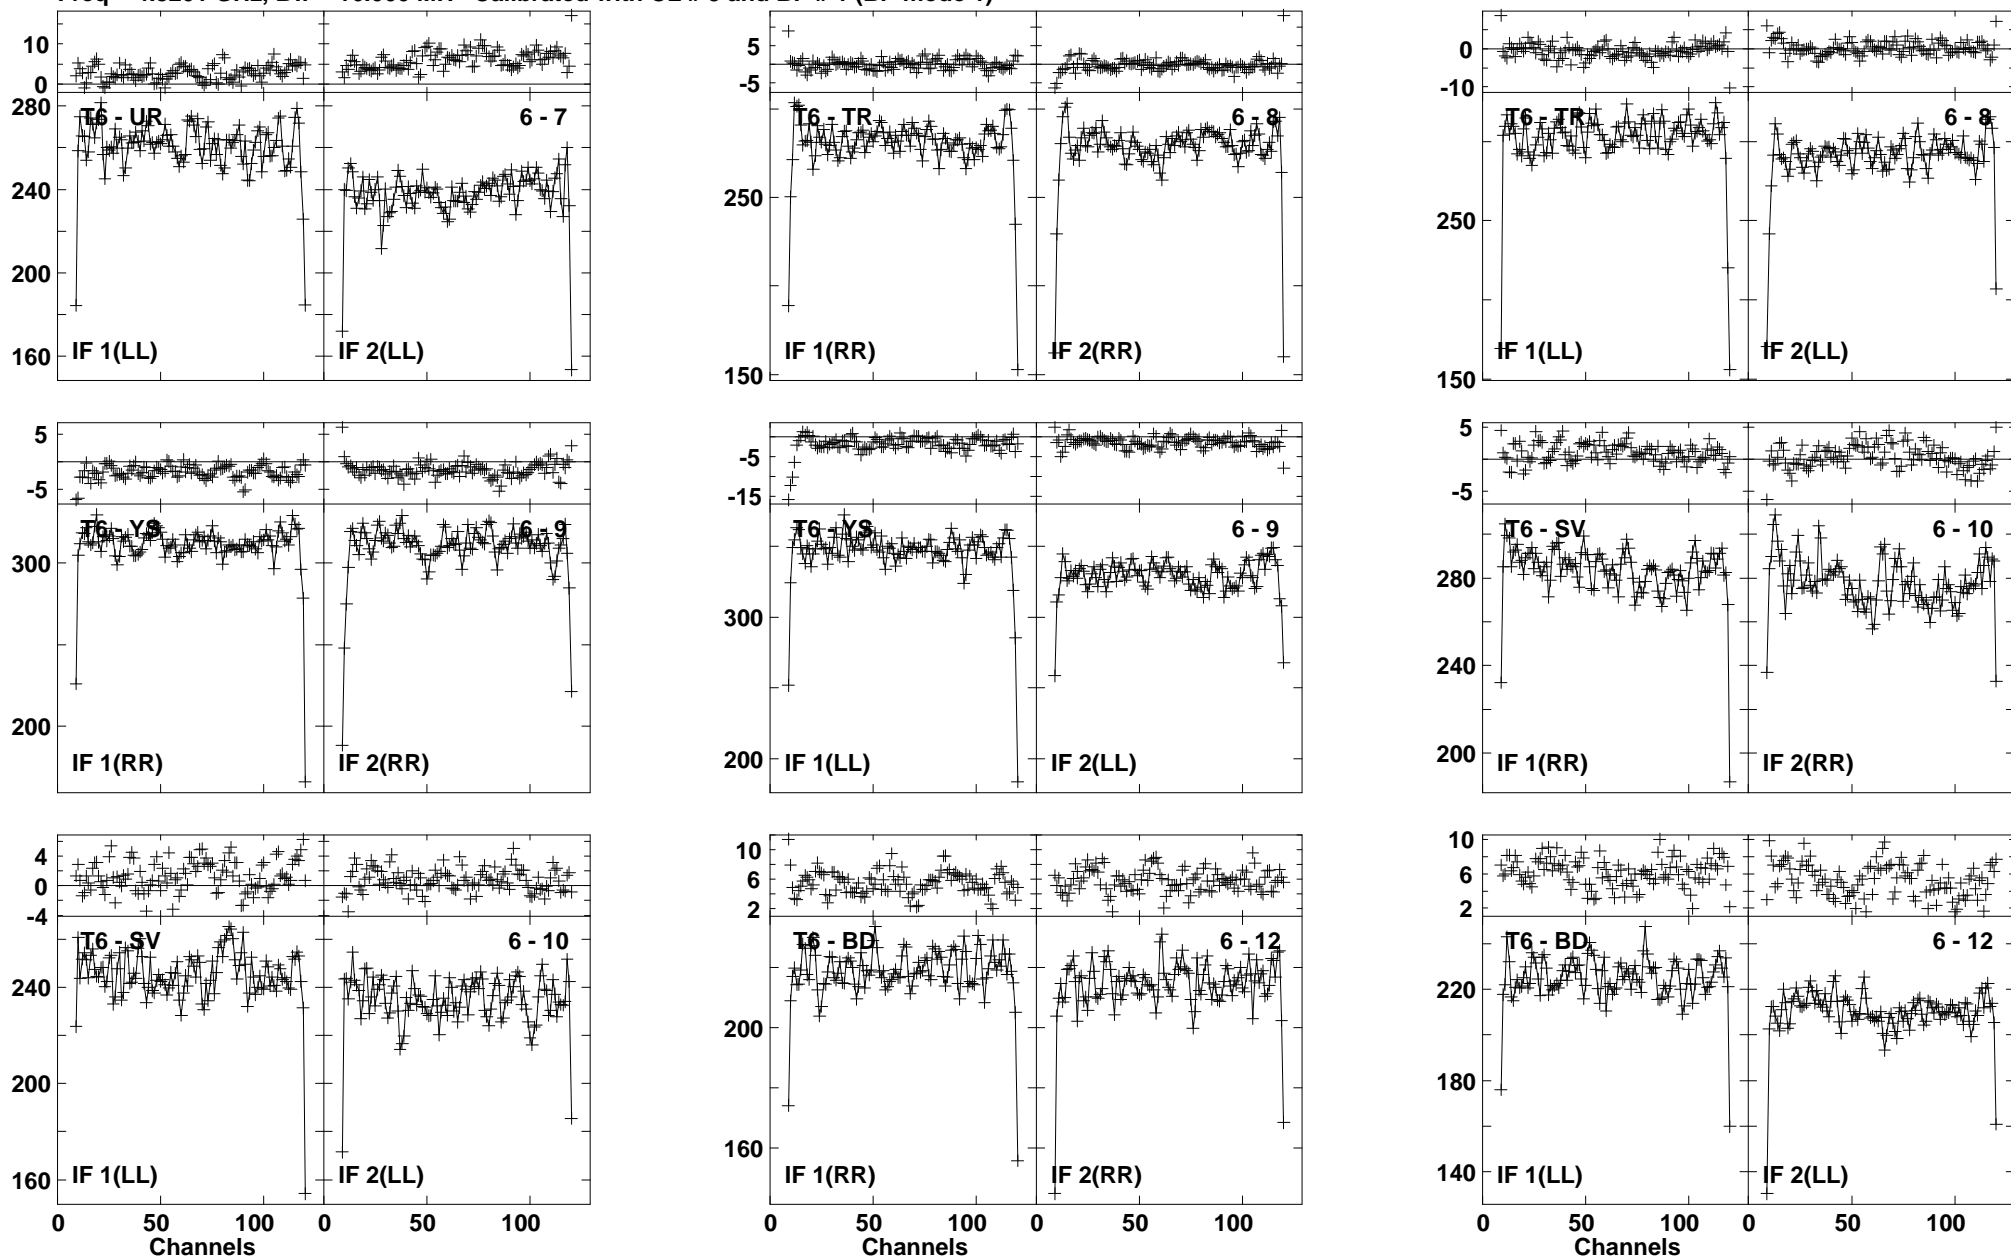 10
0
280
240
200
160
T6 - UR
6 - 7
IF 1(LL)
IF 2(LL)
5
-5
250
150
T6 - TR
6 - 8
IF 1(RR)
IF 2(RR)
0
-10
250
150
T6 - TR
6 - 8
IF 1(LL)
IF 2(LL)
5
0
-5
300
200
T6 - YS
6 - 9
IF 1(RR)
IF 2(RR)
-5
-15
300
200
T6 - YS
6 - 9
IF 1(LL)
IF 2(LL)
5
-5
280
240
200
T6 - SV
6 - 10
IF 1(RR)
IF 2(RR)
4
0
-4
240
200
160
T6 - SV
6 - 10
IF 1(LL)
IF 2(LL)
0 50 100 50 100
Channels
10
6
2
200
160
T6 - BD
6 - 12
IF 1(RR)
IF 2(RR)
0 50 100 0 50 100
Channels
10
6
2
220
180
140
T6 - BD
6 - 12
IF 1(LL)
IF 2(LL)
0 50 100 0 50 100
Channels